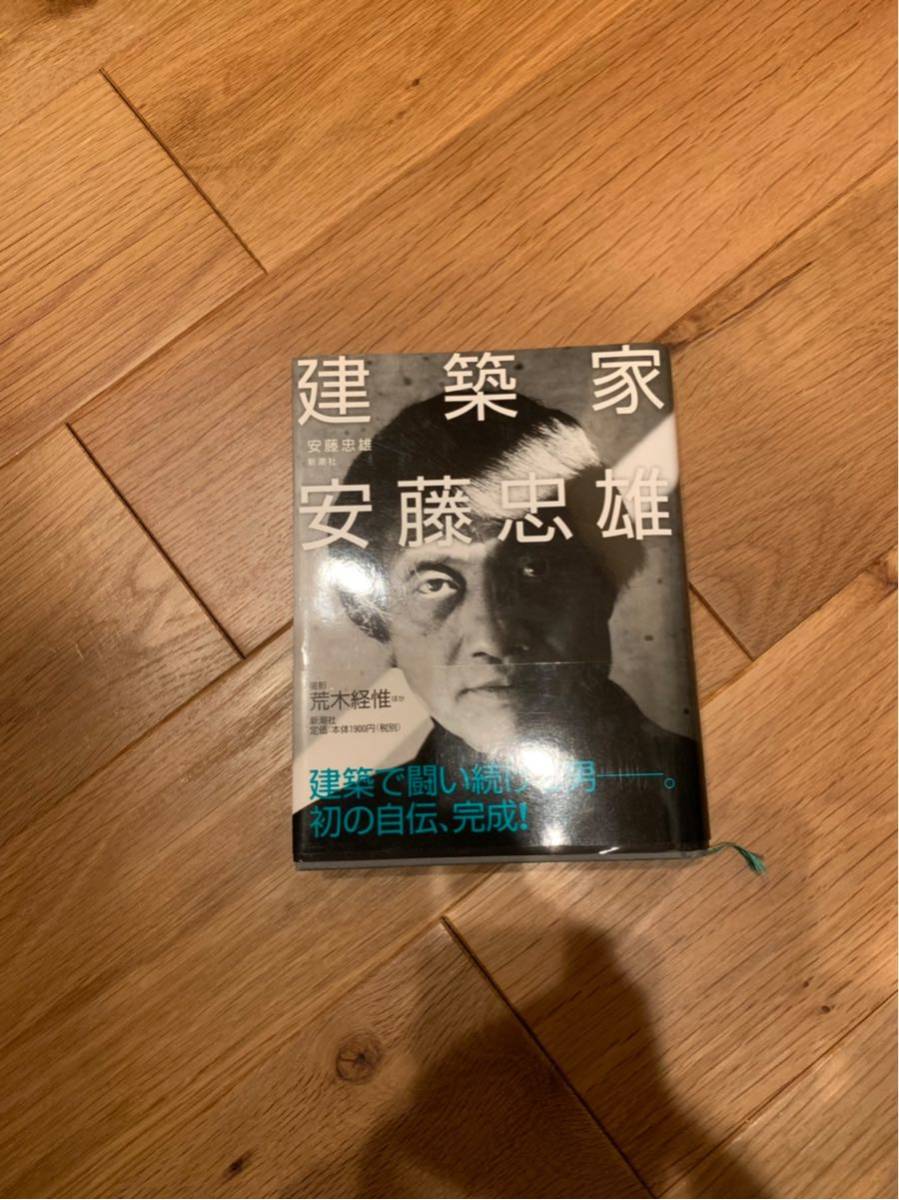 建築家
安藤忠雄
新潮社
安藤忠雄
撮影
荒木経惟ほか
新潮社
定価:本体1900円(税別)
建築で闘い続ける男――。
初の自伝、完成!